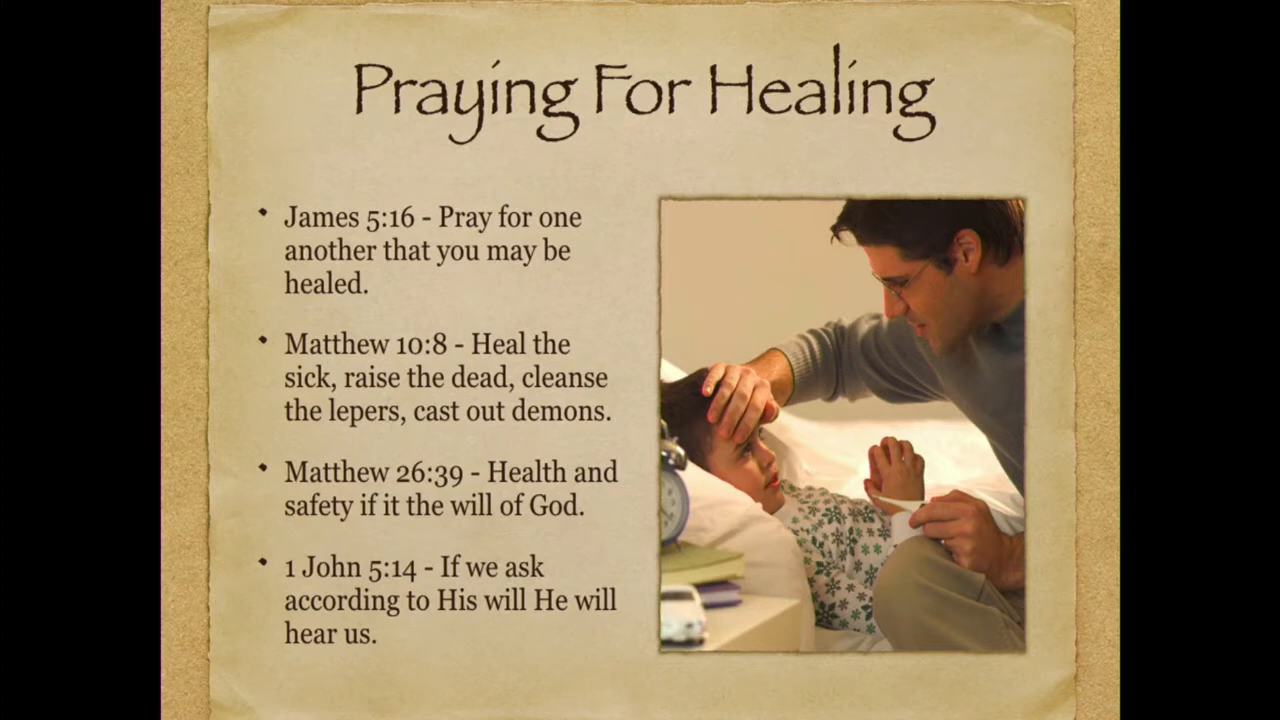 Praying For Healing
• James 5:16 - Pray for one
another that you may be
healed.
• Matthew 10:8 - Heal the
sick, raise the dead, cleanse
the lepers, cast out demons.
• Matthew 26:39 - Health and
safety if it the will of God.
• 1 John 5:14 - If we ask
according to His will He will
hear us.